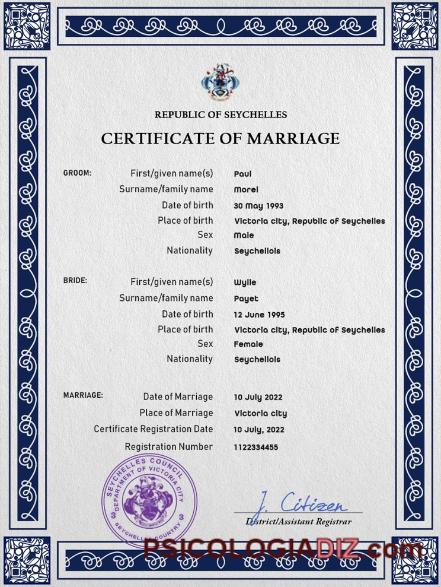 REPUBLIC OF SEYCHELLES
CERTIFICATE OF MARRIAGE
GROOM: First/given name(s) Paul
Surname/family name Morel
Date of birth 30 May 1993
Place of birth Victoria city, Republic of Seychelles
Sex Male
Nationality Seychellois
BRIDE: First/given name(s) Wylie
Surname/family name Payet
Date of birth 12 June 1995
Place of birth Victoria city, Republic of Seychelles
Sex Female
Nationality Seychellois
MARRIAGE: Date of Marriage 10 July 2022
Place of Marriage Victoria city
Certificate Registration Date 10 July, 2022
Registration Number 1122334455
SEYCHELLES COUNCIL
DEPARTMENT OF VICTORIA CITY
SEYCHELLES COUNTRY
J. Citizen
District/Assistant Registrar
PSICOLOGIADIZ.com